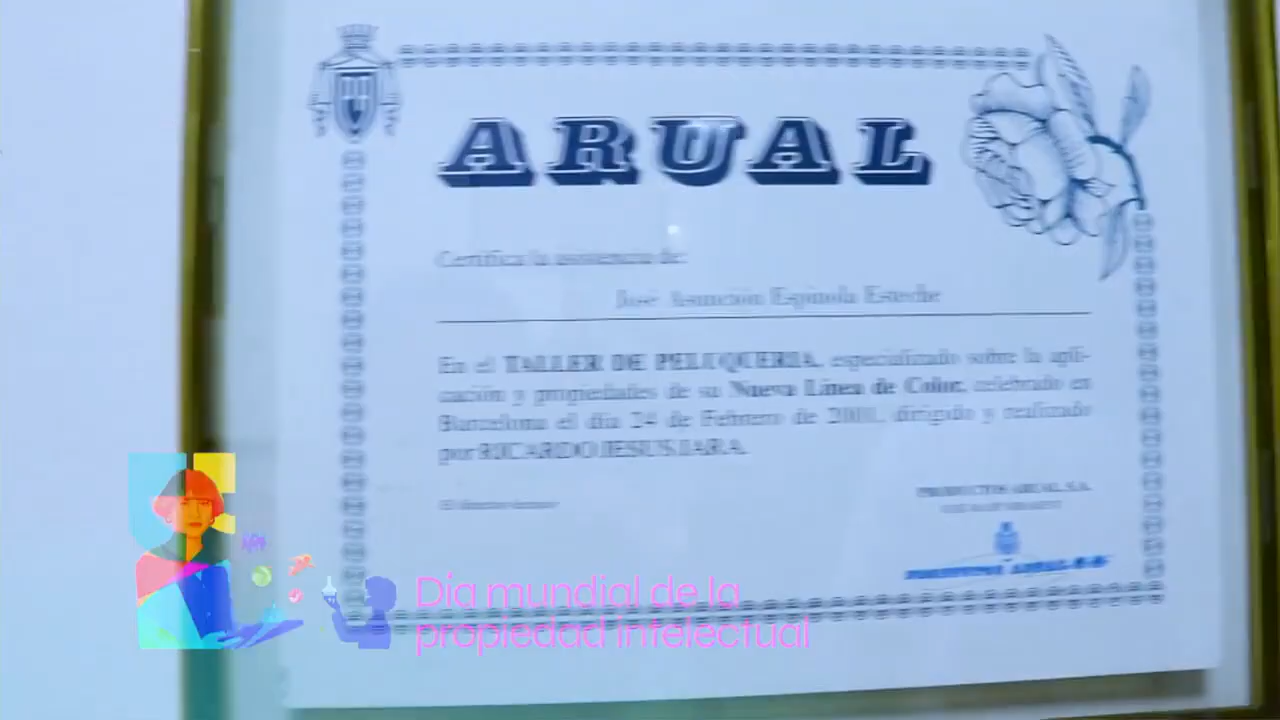 ARUAL
Certifica la asistencia de:
José Asunción Espinola Esteche
En el TALLER DE PELUQUERIA, especializado sobre la apli-
cación y propiedades de su Nueva Línea de Color, celebrado en
Barcelona el día 24 de Febrero de 2001, dirigido y realizado
por RICARDO JESUS JARA.
PRODUCTOS ARUAL, S.A.
Día mundial de la
propiedad intelectual